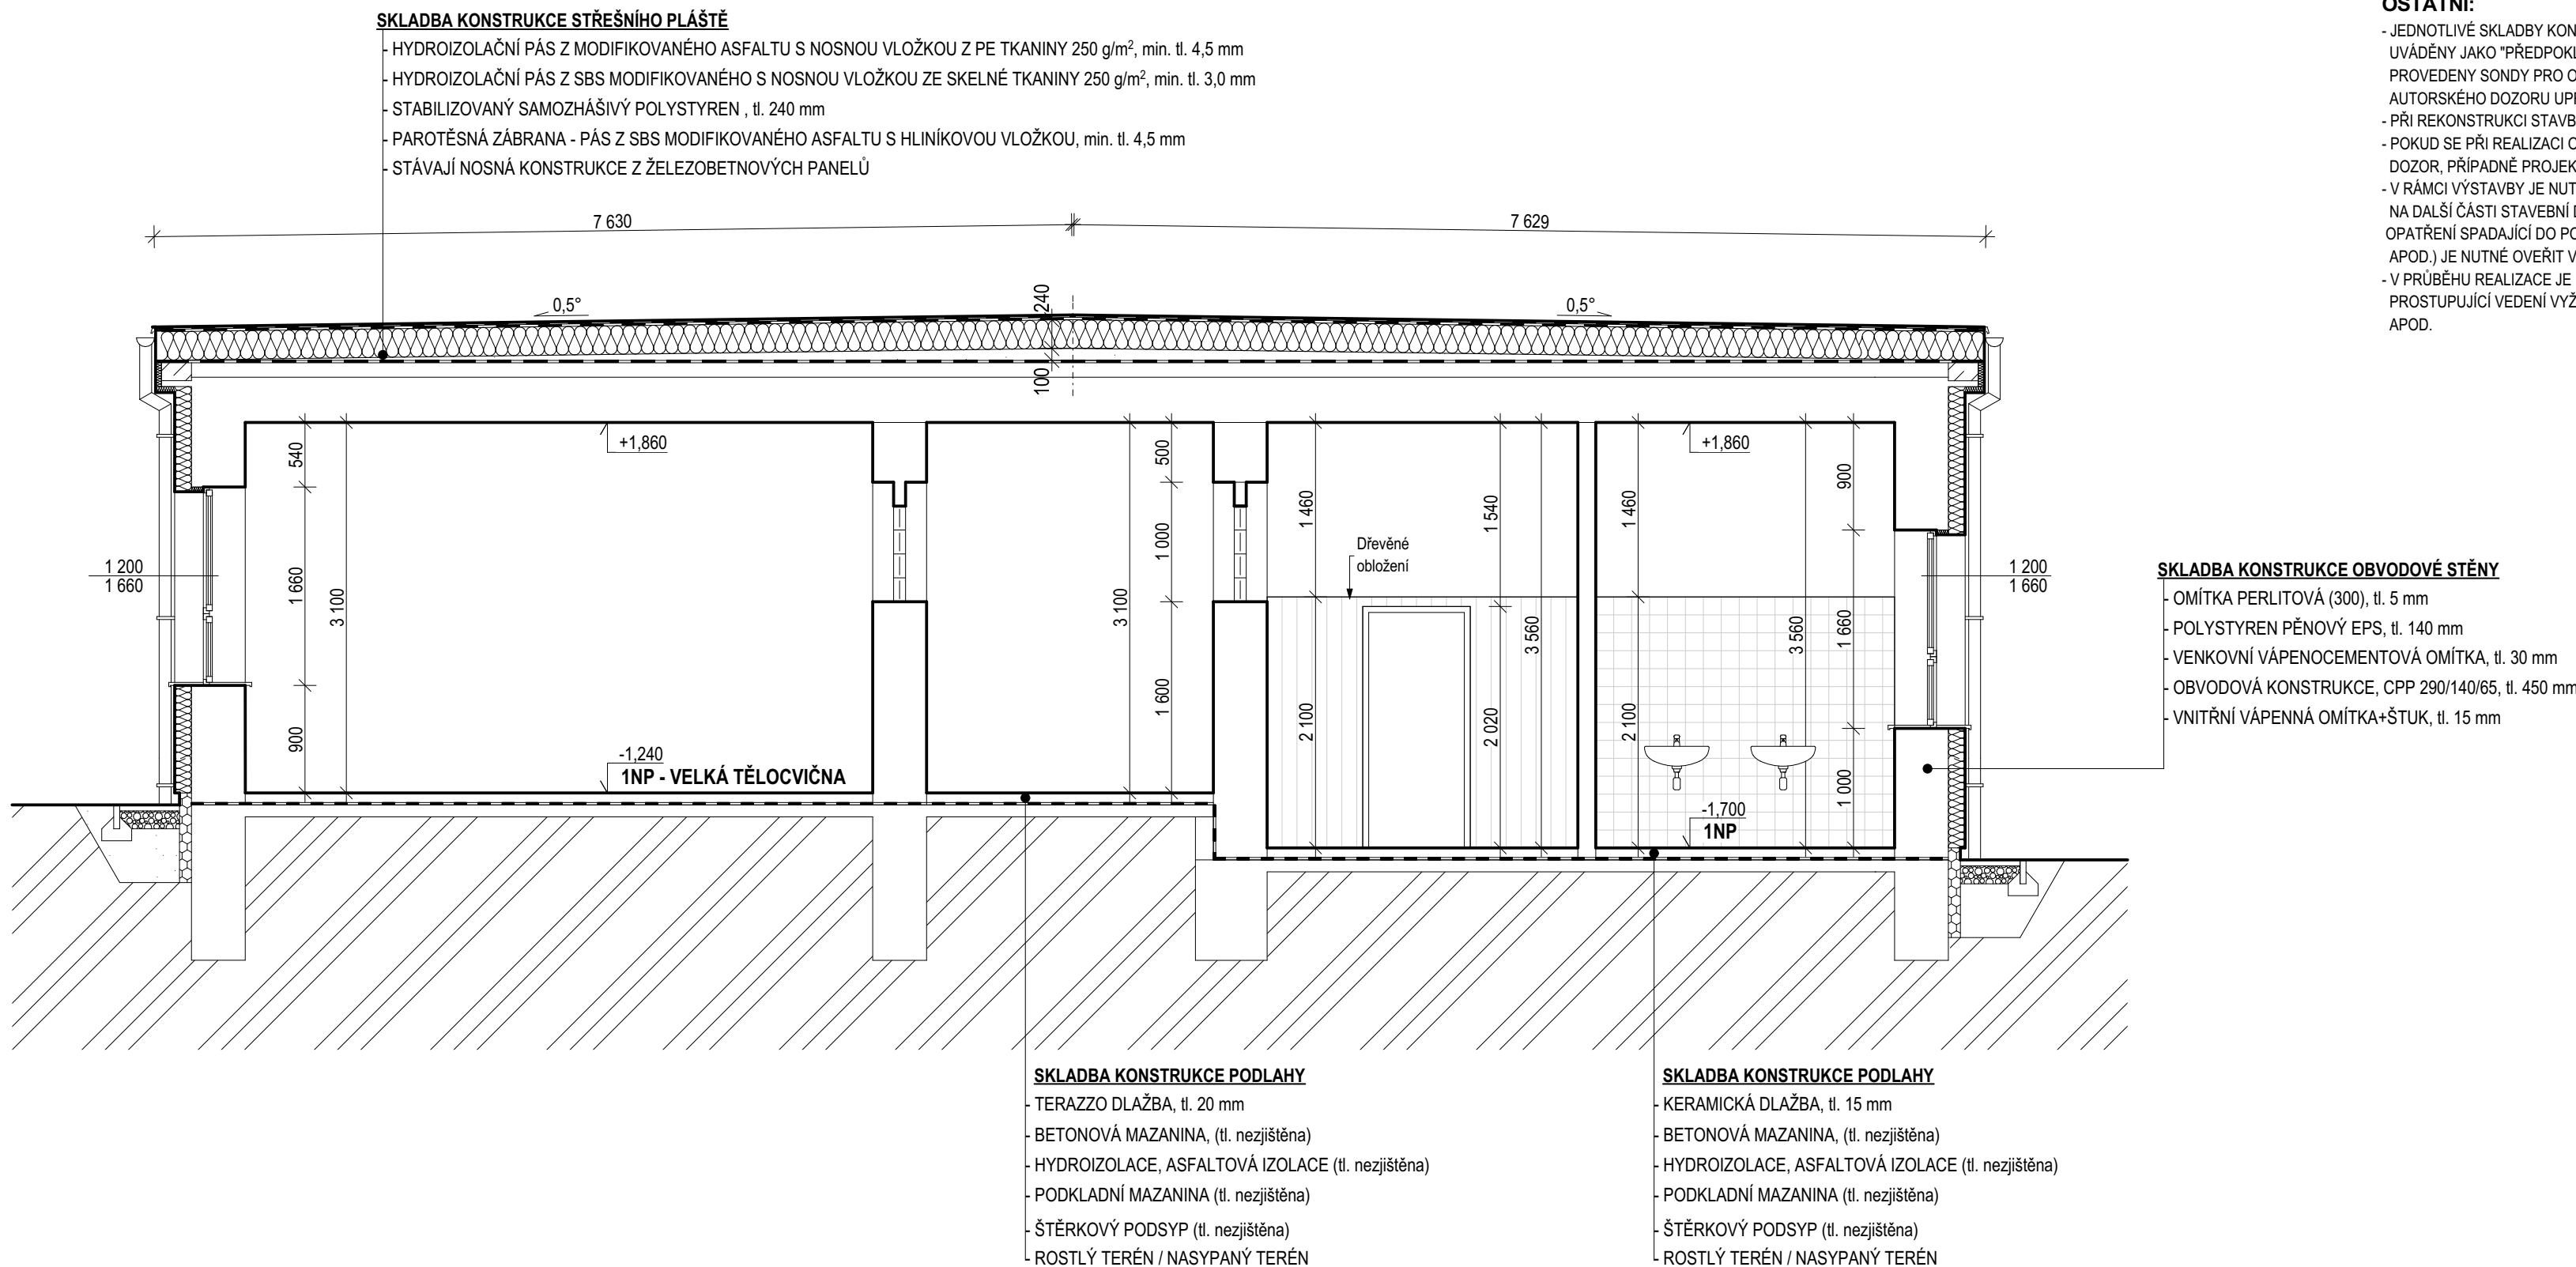 SKLADBA KONSTRUKCE STŘEŠNÍHO PLÁŠTĚ
- HYDROIZOLAČNÍ PÁS Z MODIFIKOVANÉHO ASFALTU S NOSNOU VLOŽKOU Z PE TKANINY 250 g/m², min. tl. 4,5 mm
- HYDROIZOLAČNÍ PÁS Z SBS MODIFIKOVANÉHO S NOSNOU VLOŽKOU ZE SKELNÉ TKANINY 250 g/m², min. tl. 3,0 mm
- STABILIZOVANÝ SAMOZHÁŠIVÝ POLYSTYREN , tl. 240 mm
- PAROTĚSNÁ ZÁBRANA - PÁS Z SBS MODIFIKOVANÉHO ASFALTU S HLINÍKOVOU VLOŽKOU, min. tl. 4,5 mm
- STÁVAJÍ NOSNÁ KONSTRUKCE Z ŽELEZOBETNOVÝCH PANELŮ
OSTATNÍ:
- JEDNOTLIVÉ SKLADBY KON
UVÁDĚNY JAKO "PŘEDPOKL
PROVEDENY SONDY PRO O
AUTORSKÉHO DOZORU UPŘ
- PŘI REKONSTRUKCI STAVB
- POKUD SE PŘI REALIZACI O
DOZOR, PŘÍPADNĚ PROJEK
- V RÁMCI VÝSTAVBY JE NUT
NA DALŠÍ ČÁSTI STAVEBNÍ D
OPATŘENÍ SPADAJÍCÍ DO PO
APOD.) JE NUTNÉ OVEŘIT V
- V PRŮBĚHU REALIZACE JE
PROSTUPUJÍCÍ VEDENÍ VYŽ
APOD.
7 630
7 629
0,5°
240
0,5°
100
540
+1,860
500
1 460
1 540
1 460
+1,860
900
1 200
1 660
1 660
3 100
900
3 100
1 000
1 600
Dřevěné
obložení
2 100
2 020
3 560
2 100
3 560
1 660
1 000
1 200
1 660
-1,240
1NP - VELKÁ TĚLOCVIČNA
-1,700
1NP
SKLADBA KONSTRUKCE OBVODOVÉ STĚNY
- OMÍTKA PERLITOVÁ (300), tl. 5 mm
- POLYSTYREN PĚNOVÝ EPS, tl. 140 mm
- VENKOVNÍ VÁPENOCEMENTOVÁ OMÍTKA, tl. 30 mm
- OBVODOVÁ KONSTRUKCE, CPP 290/140/65, tl. 450 mm
- VNITŘNÍ VÁPENNÁ OMÍTKA+ŠTUK, tl. 15 mm
SKLADBA KONSTRUKCE PODLAHY
- TERAZZO DLAŽBA, tl. 20 mm
- BETONOVÁ MAZANINA, (tl. nezjištěna)
- HYDROIZOLACE, ASFALTOVÁ IZOLACE (tl. nezjištěna)
- PODKLADNÍ MAZANINA (tl. nezjištěna)
- ŠTĚRKOVÝ PODSYP (tl. nezjištěna)
- ROSTLÝ TERÉN / NASYPANÝ TERÉN
SKLADBA KONSTRUKCE PODLAHY
- KERAMICKÁ DLAŽBA, tl. 15 mm
- BETONOVÁ MAZANINA, (tl. nezjištěna)
- HYDROIZOLACE, ASFALTOVÁ IZOLACE (tl. nezjištěna)
- PODKLADNÍ MAZANINA (tl. nezjištěna)
- ŠTĚRKOVÝ PODSYP (tl. nezjištěna)
- ROSTLÝ TERÉN / NASYPANÝ TERÉN